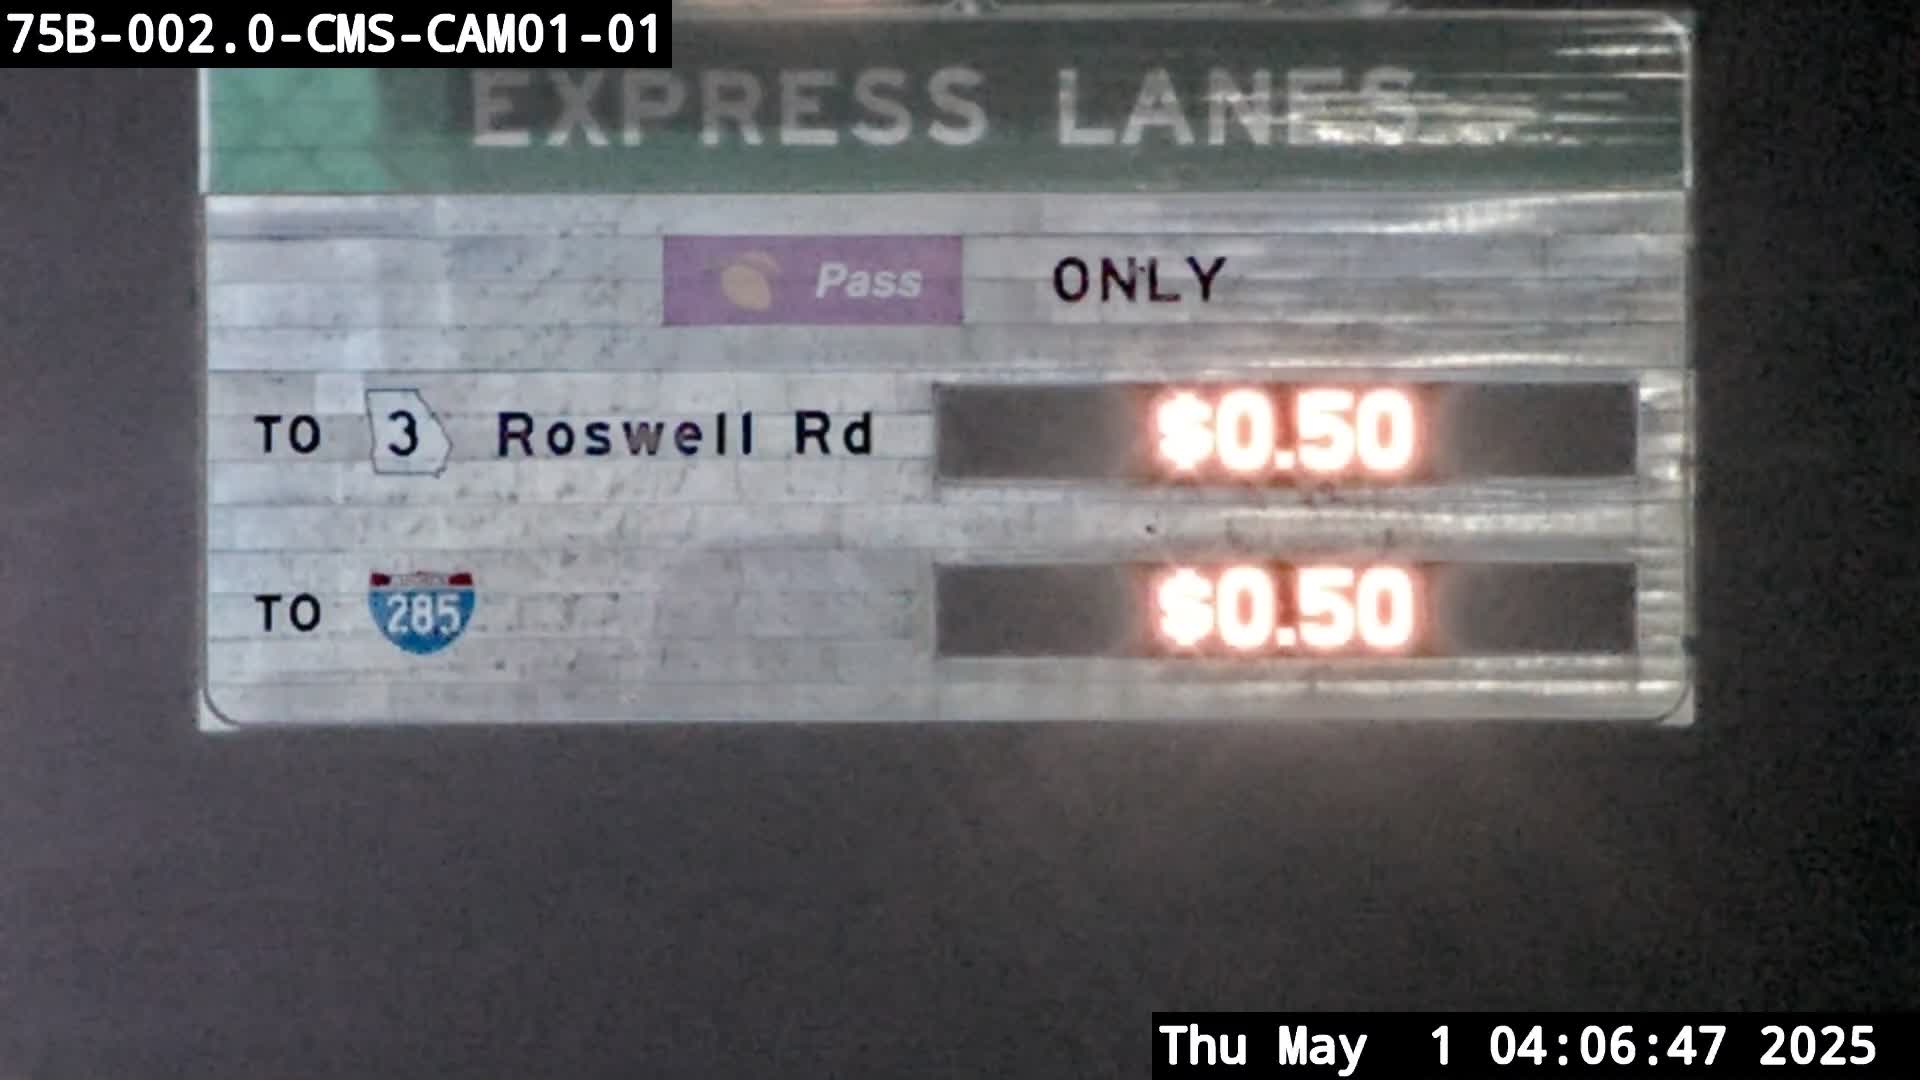 75B-002.0-CMS-CAM01-01
EXPRESS LANES
Pass ONLY
TO 3 Roswell Rd $0.50
TO 285 $0.50
Thu May 1 04:06:47 2025